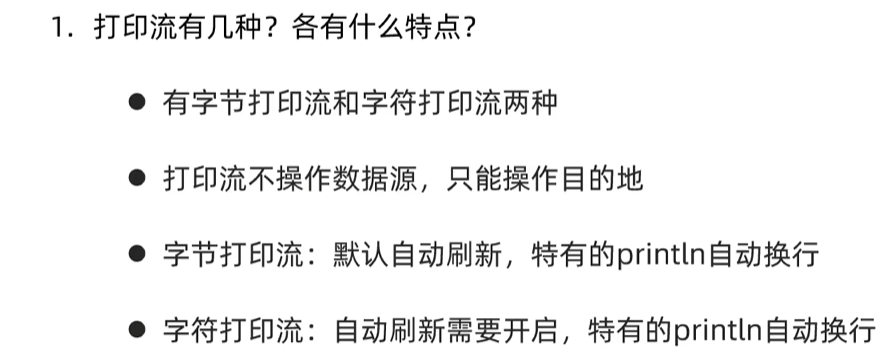 1. 打印流有几种？各有什么特点？
● 有字节打印流和字符打印流两种
● 打印流不操作数据源，只能操作目的地
● 字节打印流：默认自动刷新，特有的println自动换行
● 字符打印流：自动刷新需要开启，特有的println自动换行